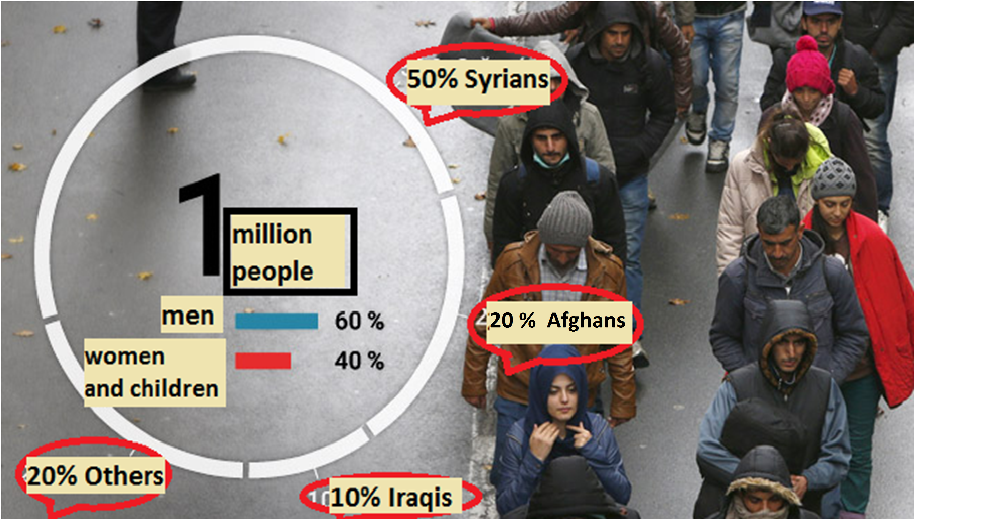 50% Syrians
1
million
people
men 60 %
women
and children 40 %
20 % Afghans
20% Others
10% Iraqis